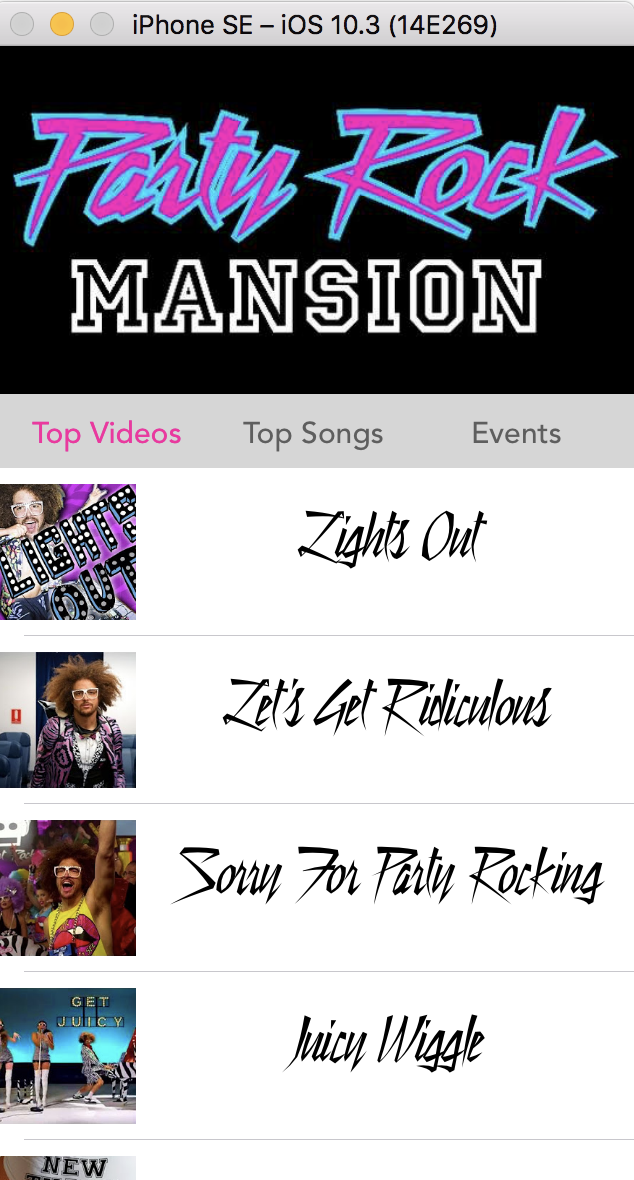 iPhone SE – iOS 10.3 (14E269)
Party Rock
MANSION
Top Videos Top Songs Events
LIGHTS
OUT
Lights Out
Let's Get Ridiculous
Sorry For Party Rocking
GET
JUICY
Juicy Wiggle
NEW